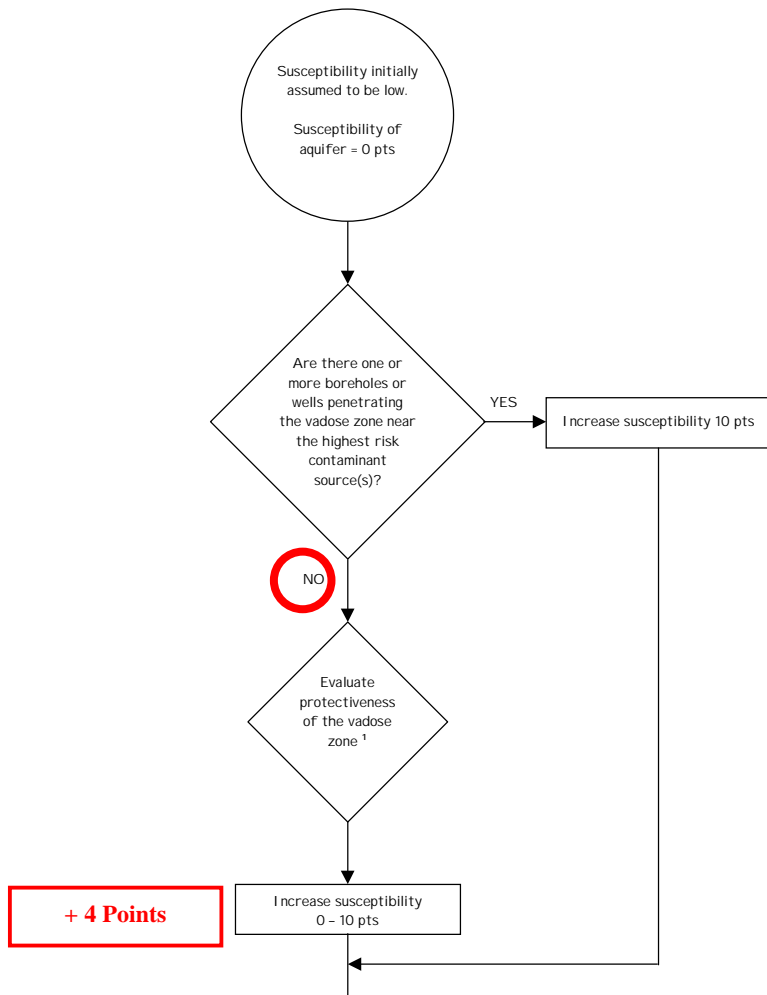 Susceptibility initially
assumed to be low.
Susceptibility of
aquifer = 0 pts
Are there one or
more boreholes or
wells penetrating
the vadose zone near
the highest risk
contaminant
source(s)?
YES
Increase susceptibility 10 pts
NO
Evaluate
protectiveness
of the vadose
zone ¹
+ 4 Points
Increase susceptibility
0 – 10 pts